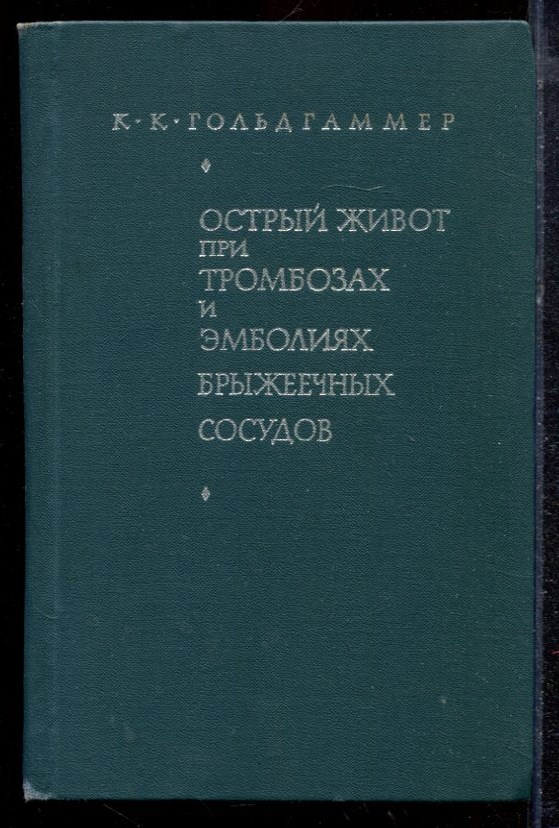 К·К·ГОЛЬДГАММЕР
ОСТРЫЙ ЖИВОТ
ПРИ
ТРОМБОЗАХ
И
ЭМБОЛИЯХ
БРЫЖЕЕЧНЫХ
СОСУДОВ